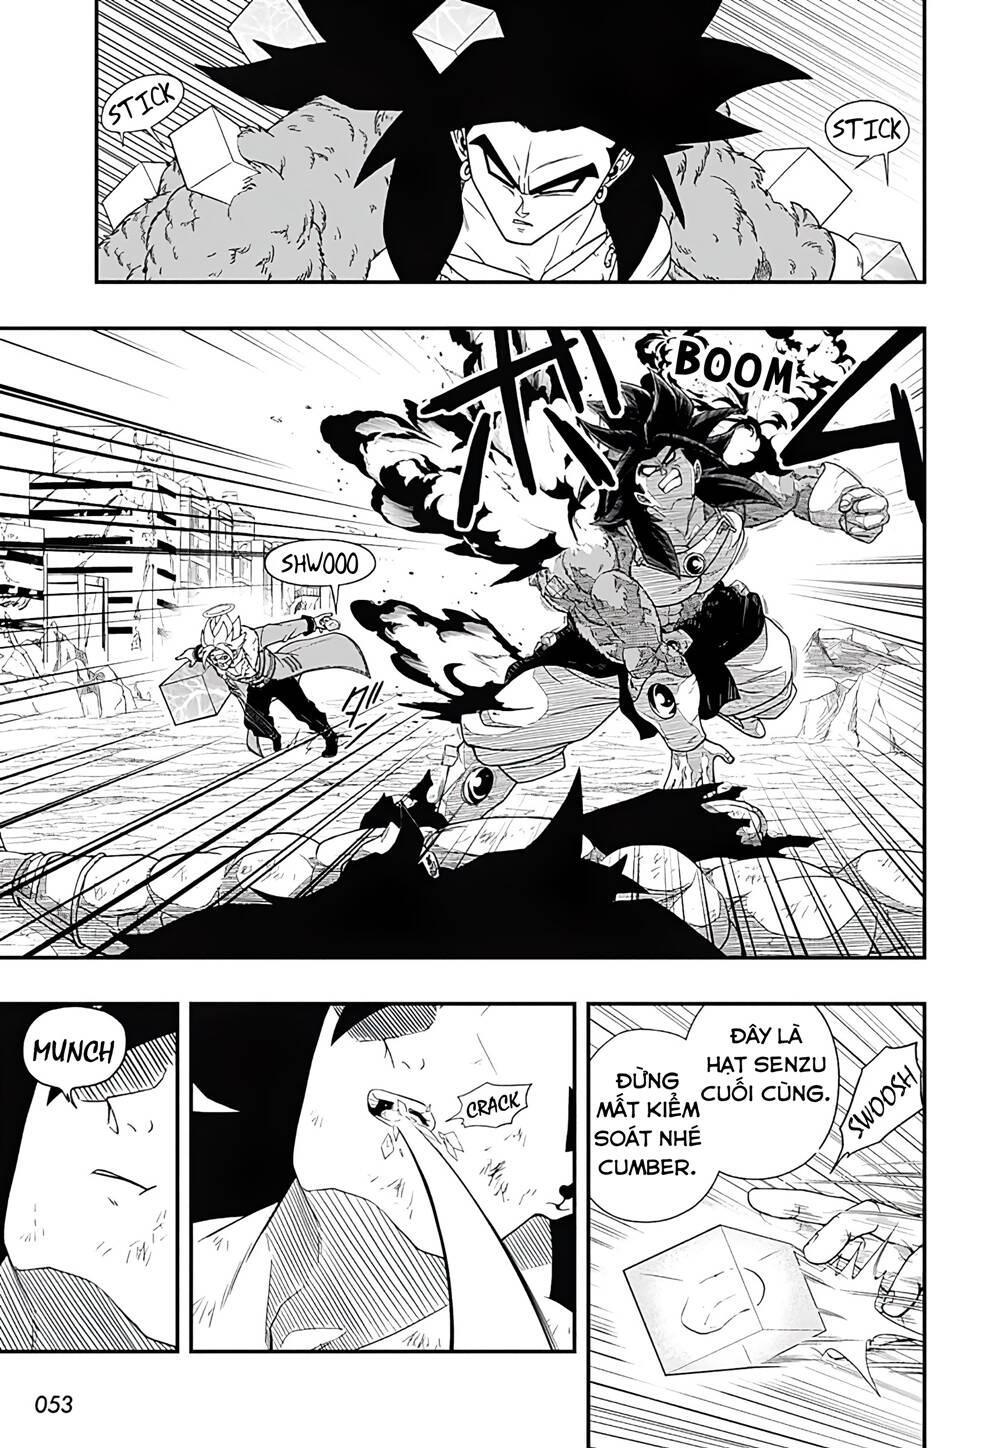 STICK
STICK
BOOM
SHWOOO
ĐÂY LÀ
HẠT SENZU
CUỐI CÙNG.
ĐỪNG
MẤT KIỂM
SOÁT NHÉ
CUMBER.
SWOOSH
CRACK
MUNCH
053